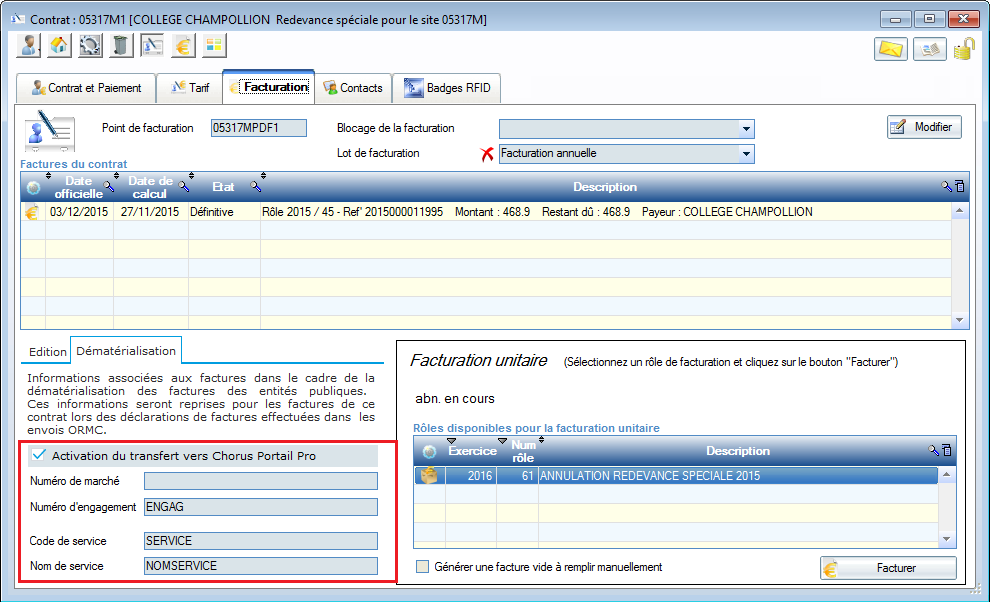 Contrat : 05317M1 [COLLEGE CHAMPOLLION  Redevance spéciale pour le site 05317M]
Contrat et Paiement
Tarif
Facturation
Contacts
Badges RFID
Point de facturation 05317MPDF1
Blocage de la facturation
Modifier
Lot de facturation Facturation annuelle
Factures du contrat
Date officielle Date de calcul Etat Description
03/12/2015 27/11/2015 Définitive Rôle 2015 / 45 - Ref' 2015000011995 Montant : 468.9 Restant dû : 468.9 Payeur : COLLEGE CHAMPOLLION
Edition Dématérialisation
Informations associées aux factures dans le cadre de la
dématérialisation des factures des entités publiques.
Ces informations seront reprises pour les factures de ce
contrat lors des déclarations de factures effectuées dans les
envois ORMC.
Activation du transfert vers Chorus Portail Pro
Numéro de marché
Numéro d'engagement ENGAG
Code de service SERVICE
Nom de service NOMSERVICE
Facturation unitaire (Sélectionnez un rôle de facturation et cliquez sur le bouton "Facturer")
abn. en cours
Rôles disponibles pour la facturation unitaire
Exercice Num rôle Description
2016 61 ANNULATION REDEVANCE SPECIALE 2015
Générer une facture vide à remplir manuellement
Facturer